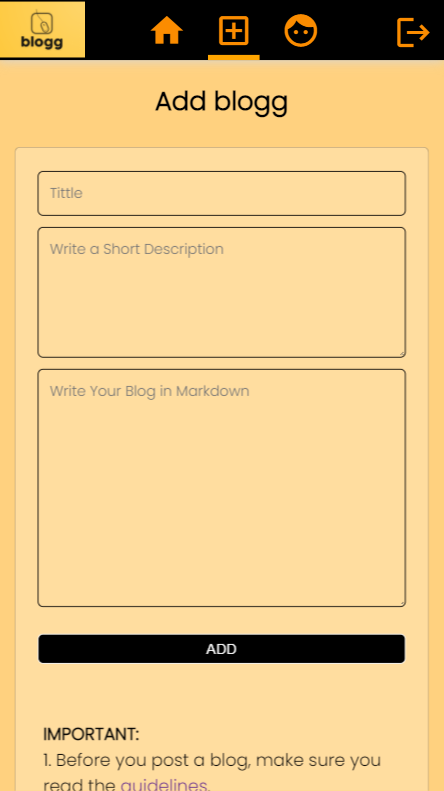 blogg
Add blogg
Tittle
Write a Short Description
Write Your Blog in Markdown
ADD
IMPORTANT:
1. Before you post a blog, make sure you
read the guidelines.